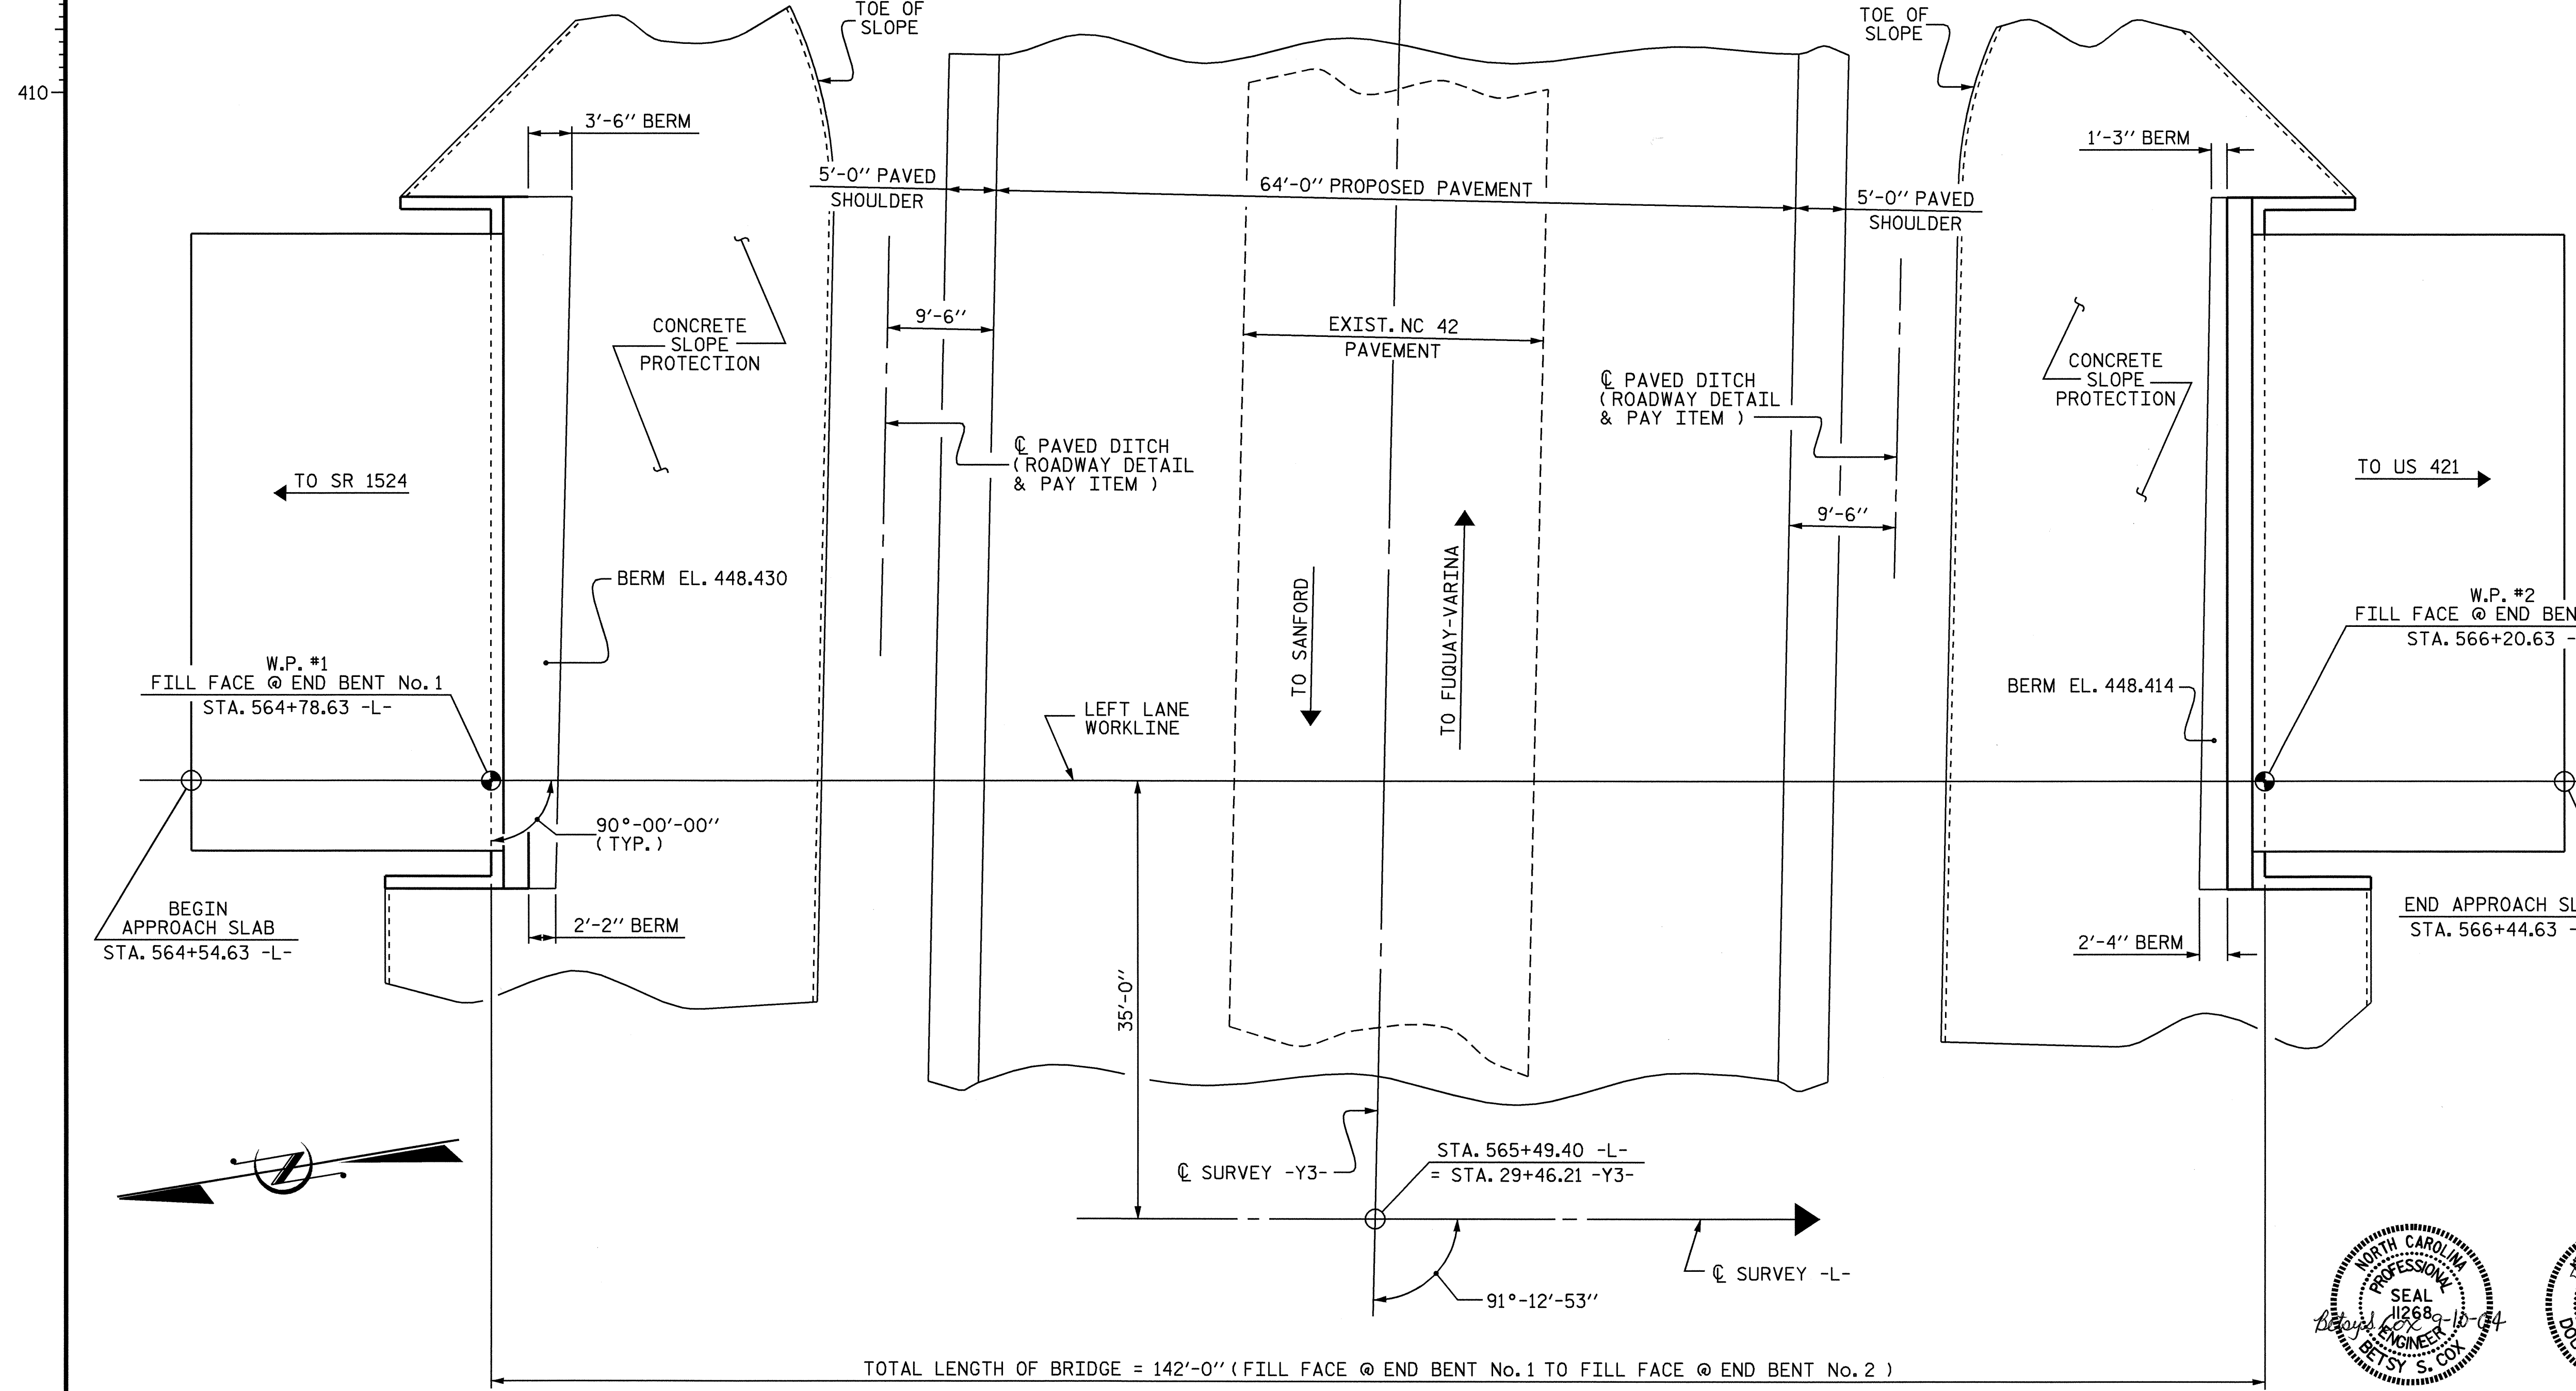 TOE OF
SLOPE
TOE OF
SLOPE
410
3'-6" BERM
1'-3" BERM
5'-0" PAVED
SHOULDER
64'-0" PROPOSED PAVEMENT
5'-0" PAVED
SHOULDER
9'-6"
EXIST. NC 42
PAVEMENT
CONCRETE
SLOPE
PROTECTION
CONCRETE
SLOPE
PROTECTION
℄ PAVED DITCH
(ROADWAY DETAIL
& PAY ITEM )
℄ PAVED DITCH
(ROADWAY DETAIL
& PAY ITEM )
TO SR 1524
TO US 421
9'-6"
BERM EL. 448.430
TO SANFORD
TO FUQUAY-VARINA
W.P. #2
FILL FACE @ END BEN
STA. 566+20.63 -
W.P. #1
FILL FACE @ END BENT No. 1
STA. 564+78.63 -L-
BERM EL. 448.414
LEFT LANE
WORKLINE
90°-00'-00"
(TYP.)
BEGIN
APPROACH SLAB
STA. 564+54.63 -L-
2'-2" BERM
END APPROACH SL
STA. 566+44.63 -
2'-4" BERM
35'-0"
℄ SURVEY -Y3-
STA. 565+49.40 -L-
= STA. 29+46.21 -Y3-
℄ SURVEY -L-
91°-12'-53"
NORTH CAROLINA
PROFESSIONAL
SEAL
11268
ENGINEER
BETSY S. COX
Betsy S. Cox 9-10-04
TOTAL LENGTH OF BRIDGE = 142'-0" (FILL FACE @ END BENT No. 1 TO FILL FACE @ END BENT No. 2 )